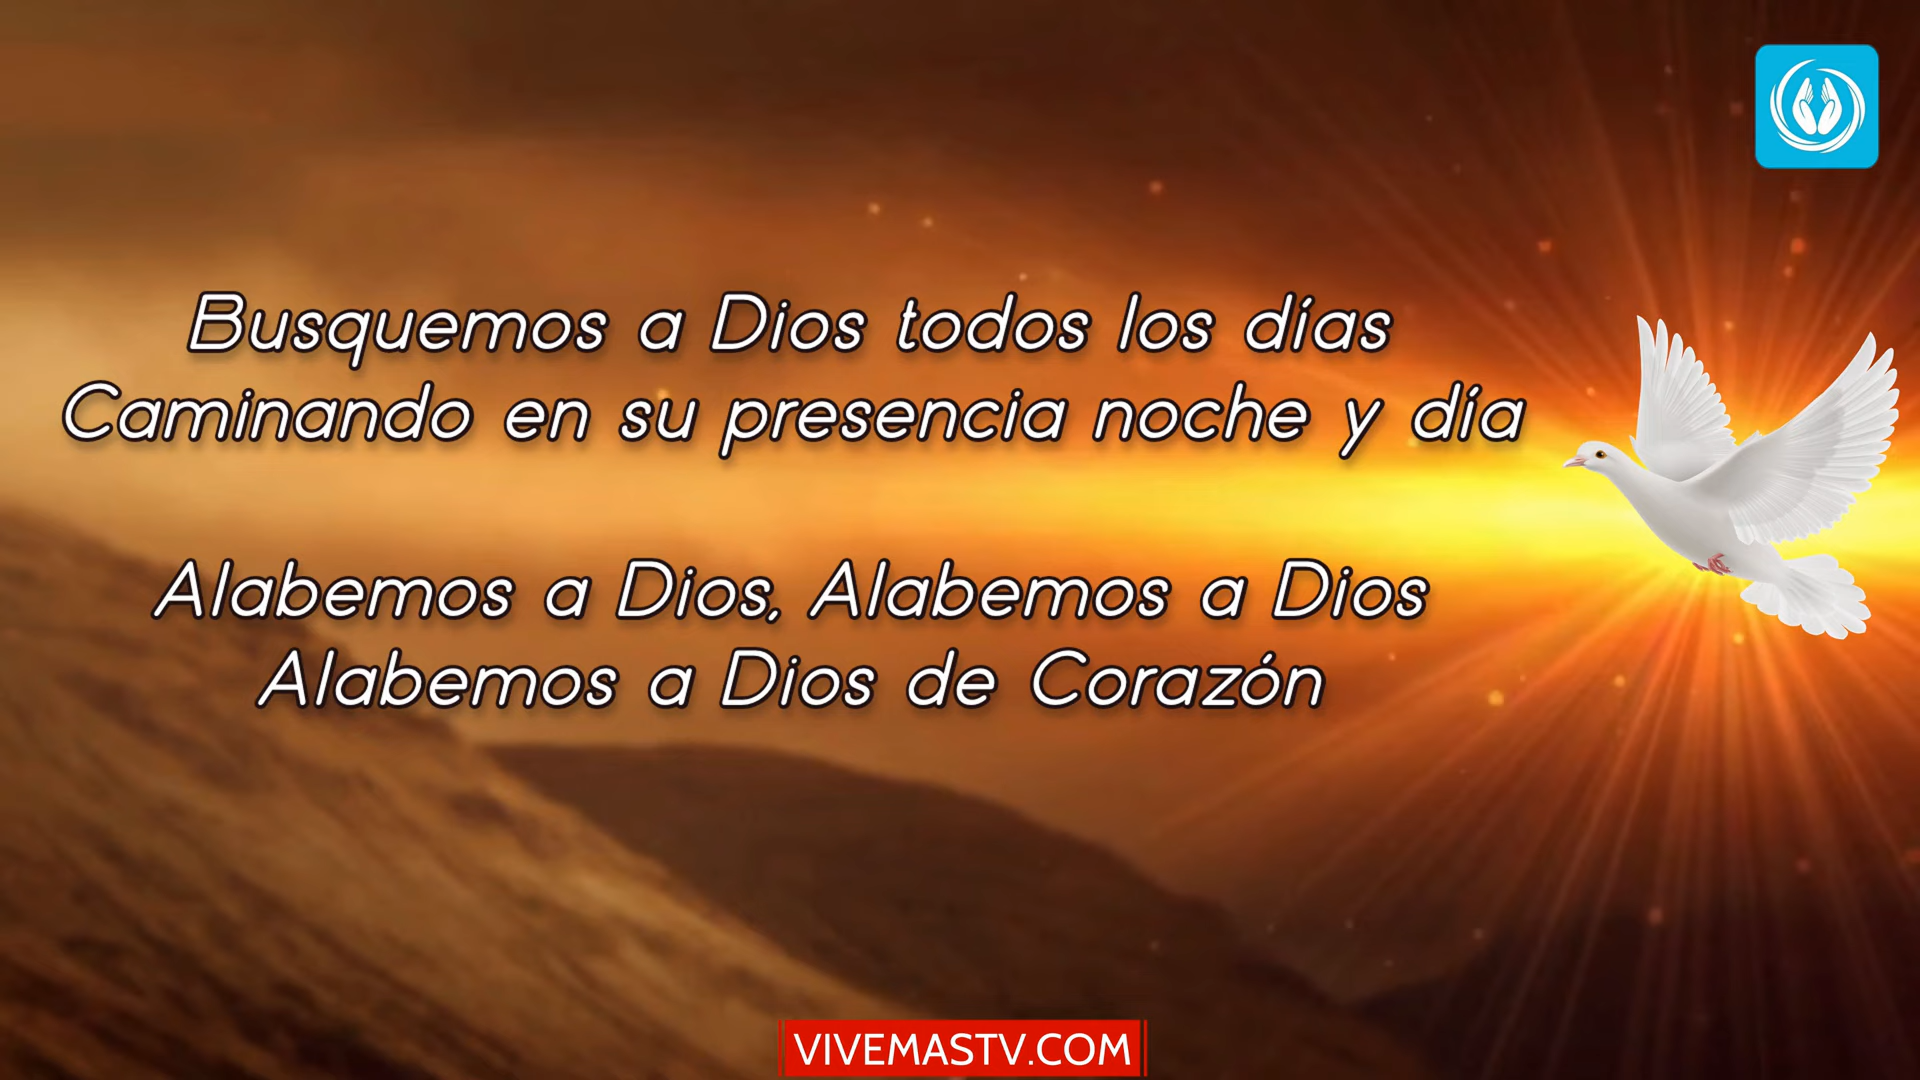 Busquemos a Dios todos los días
Caminando en su presencia noche y día
Alabemos a Dios, Alabemos a Dios
Alabemos a Dios de Corazón
VIVEMASTV.COM